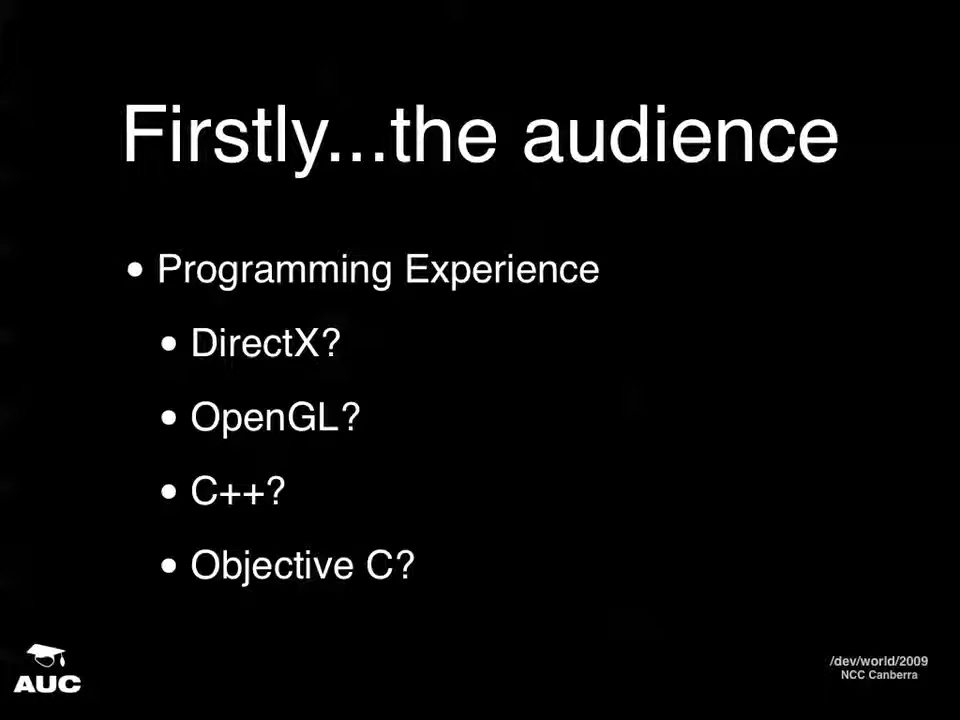 Firstly...the audience
• Programming Experience
• DirectX?
• OpenGL?
• C++?
• Objective C?
AUC
/dev/world/2009
NCC Canberra